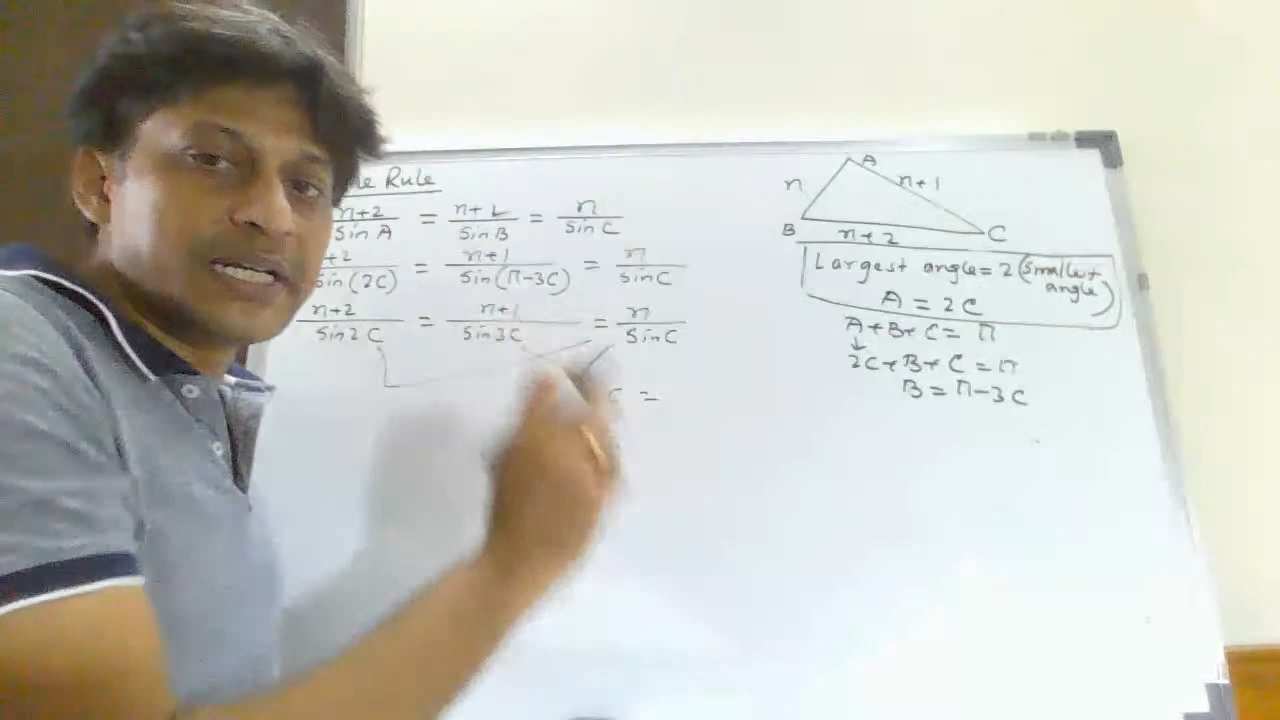 Rule
n+2/sin A = n+1/sin B = n/sin C
+2/sin(2C) = n+1/sin(π-3C) = n/sin C
n+2/sin 2C = n+1/sin 3C = n/sin C
C =
A
n n+1
B n+2 C
Largest angle = 2 (smallest angle)
A = 2C
A+B+C = π
↓
2C+B+C = π
B = π-3C